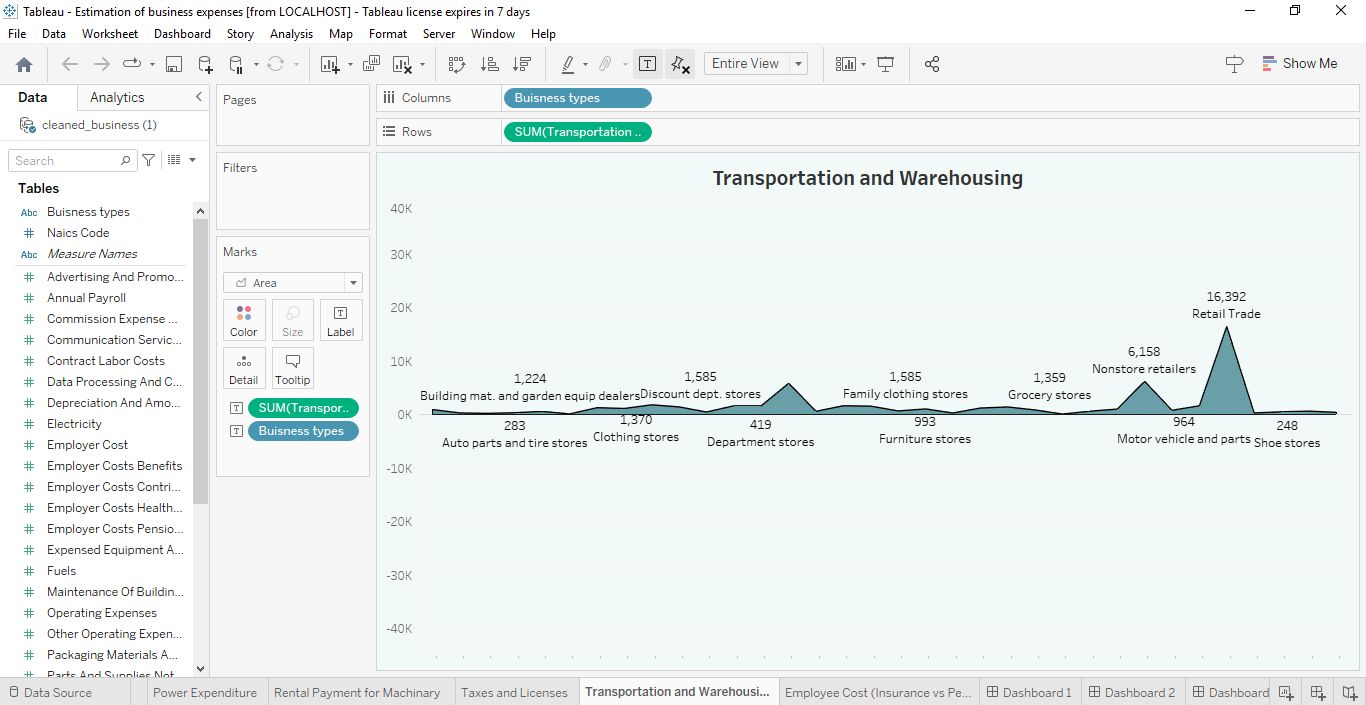 Tableau - Estimation of business expenses [from LOCALHOST] - Tableau license expires in 7 days
File Data Worksheet Dashboard Story Analysis Map Format Server Window Help
Entire View
Show Me
Data Analytics
cleaned_business (1)
Search
Tables
Abc Buisness types
# Naics Code
Abc Measure Names
# Advertising And Promo...
# Annual Payroll
# Commission Expense ...
# Communication Servic...
# Contract Labor Costs
# Data Processing And C...
# Depreciation And Amo...
# Electricity
# Employer Cost
# Employer Costs Benefits
# Employer Costs Contri...
# Employer Costs Health...
# Employer Costs Pensio...
# Expensed Equipment A...
# Fuels
# Maintenance Of Buildin...
# Operating Expenses
# Other Operating Expen...
# Packaging Materials A...
# Parts And Supplies Not
Pages
Filters
Marks
Area
Color Size Label
Detail Tooltip
SUM(Transpor..
Buisness types
Columns Buisness types
Rows SUM(Transportation ..
Transportation and Warehousing
40K
30K
20K
10K
0K
-10K
-20K
-30K
-40K
16,392
Retail Trade
6,158
Nonstore retailers
1,224
Building mat. and garden equip dealers
1,585
Discount dept. stores
1,585
Family clothing stores
1,359
Grocery stores
283
Auto parts and tire stores
1,370
Clothing stores
419
Department stores
993
Furniture stores
964
Motor vehicle and parts
248
Shoe stores
Data Source Power Expenditure Rental Payment for Machinery Taxes and Licenses Transportation and Warehousi... Employee Cost (Insurance vs Pe... Dashboard 1 Dashboard 2 Dashboard